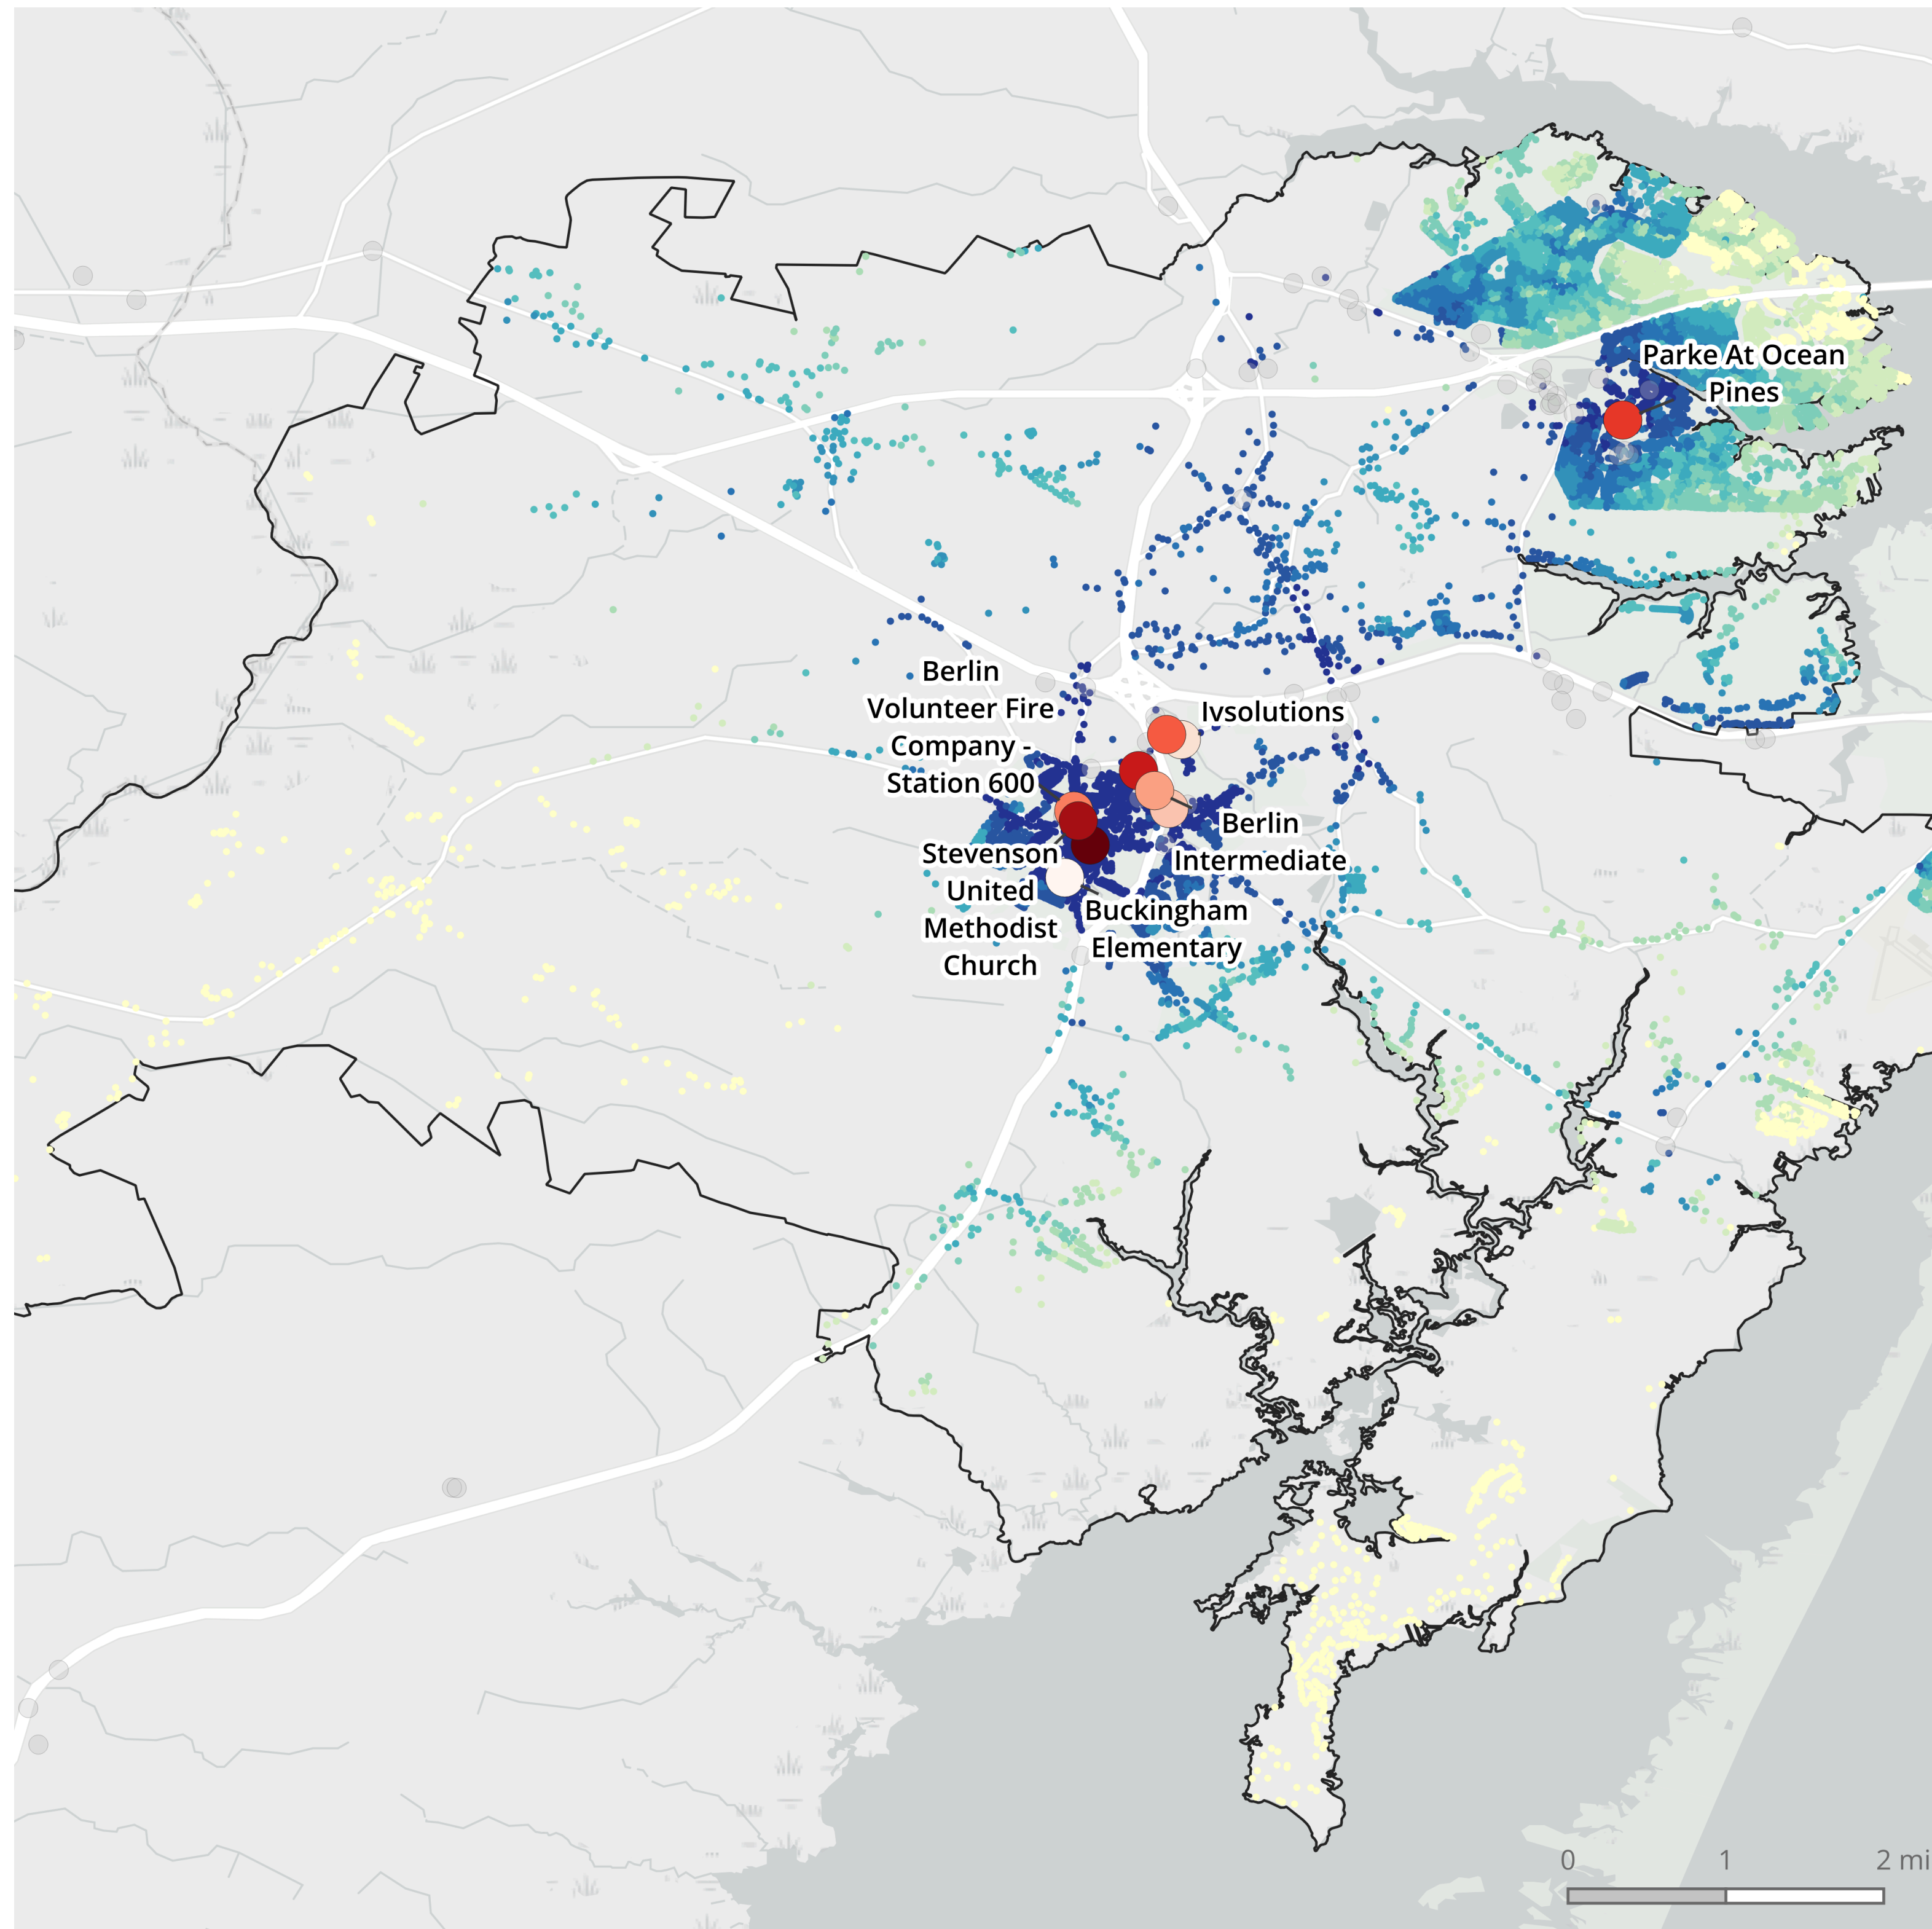 Parke At Ocean
Pines
Berlin
Volunteer Fire
Company -
Station 600
Ivsolutions
Berlin
Intermediate
Stevenson
United
Methodist
Church
Buckingham
Elementary
0 1 2 mi